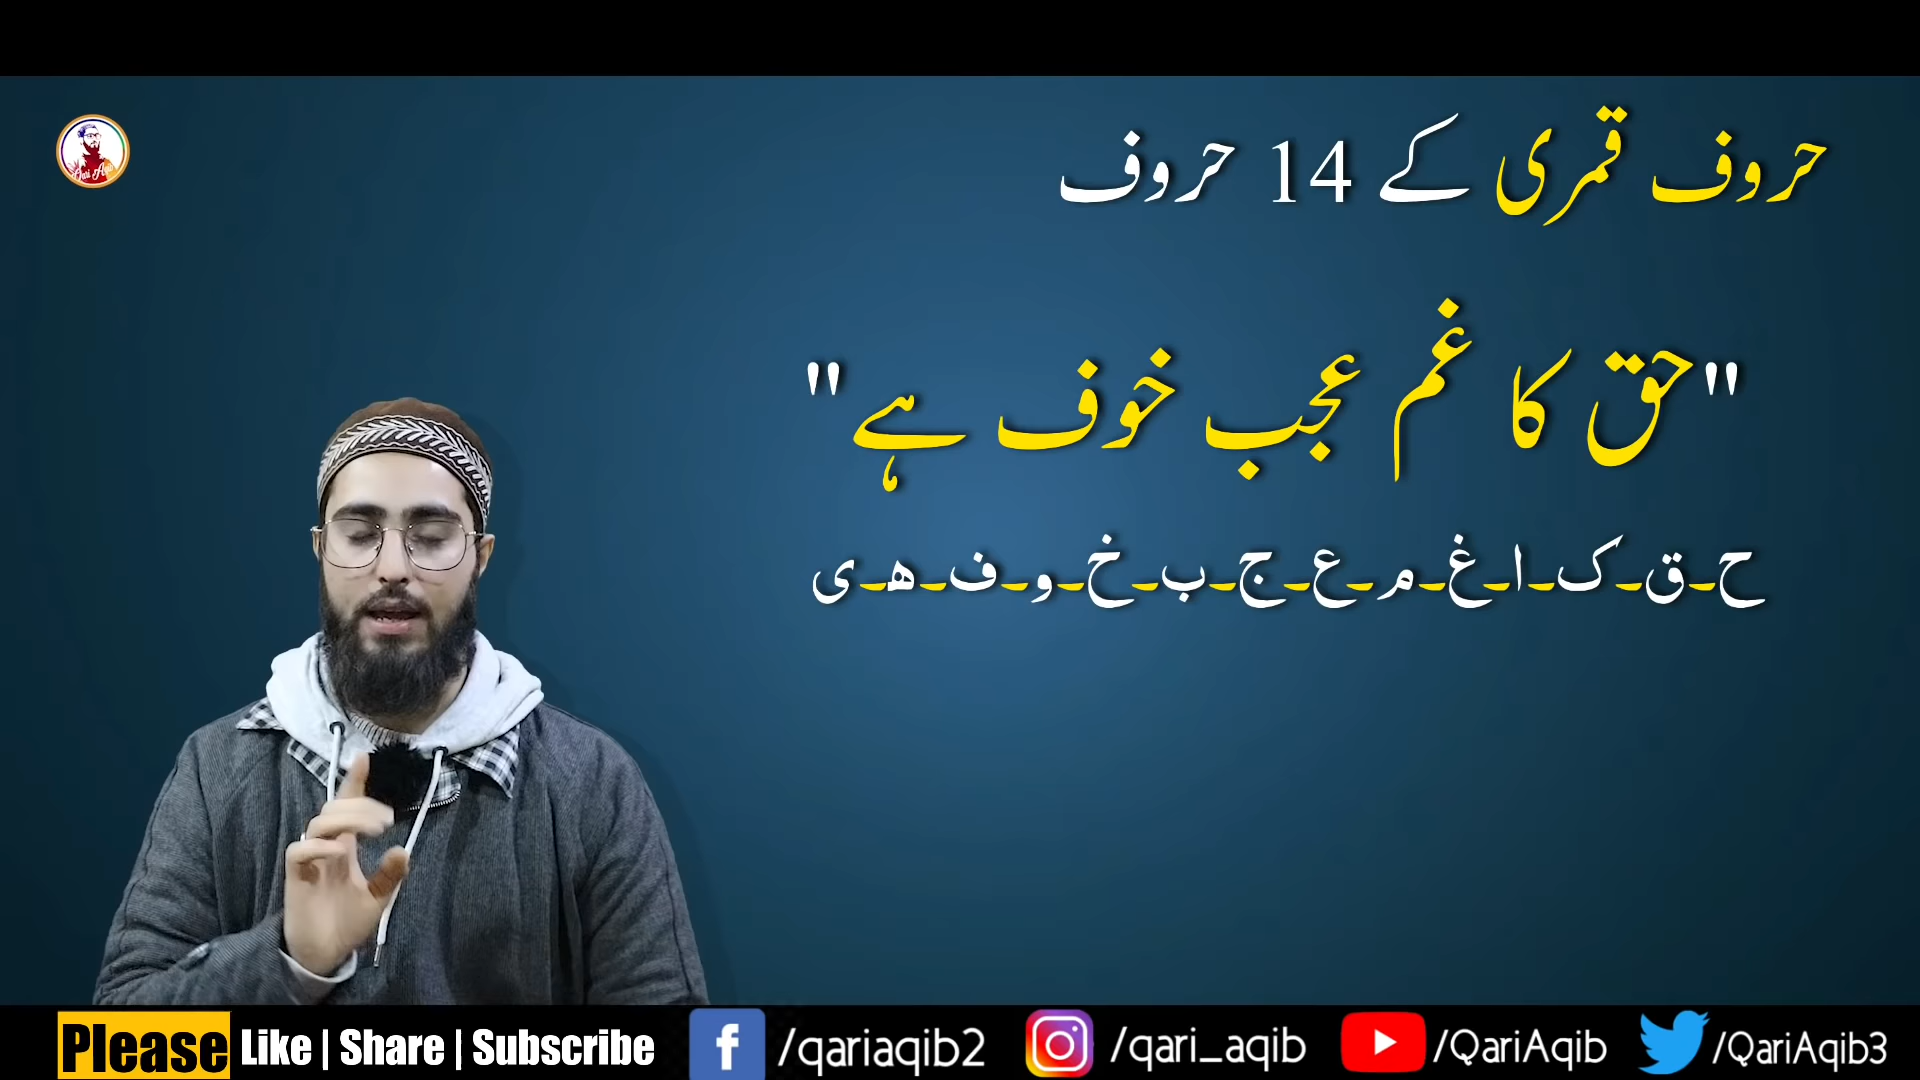 حروف قمری کے 14 حروف
"حق کا غم عجب خوف ہے"
ح۔ق۔ک۔ا۔غ۔م۔ع۔ج۔ب۔خ۔و۔ف۔ھ۔ی
Please Like | Share | Subscribe /qariaqib2 /qari_aqib /QariAqib /QariAqib3